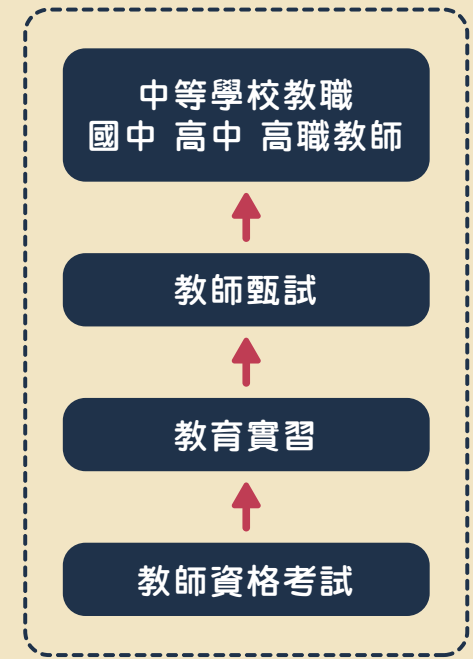 中等學校教職
國中 高中 高職教師
教師甄試
教育實習
教師資格考試